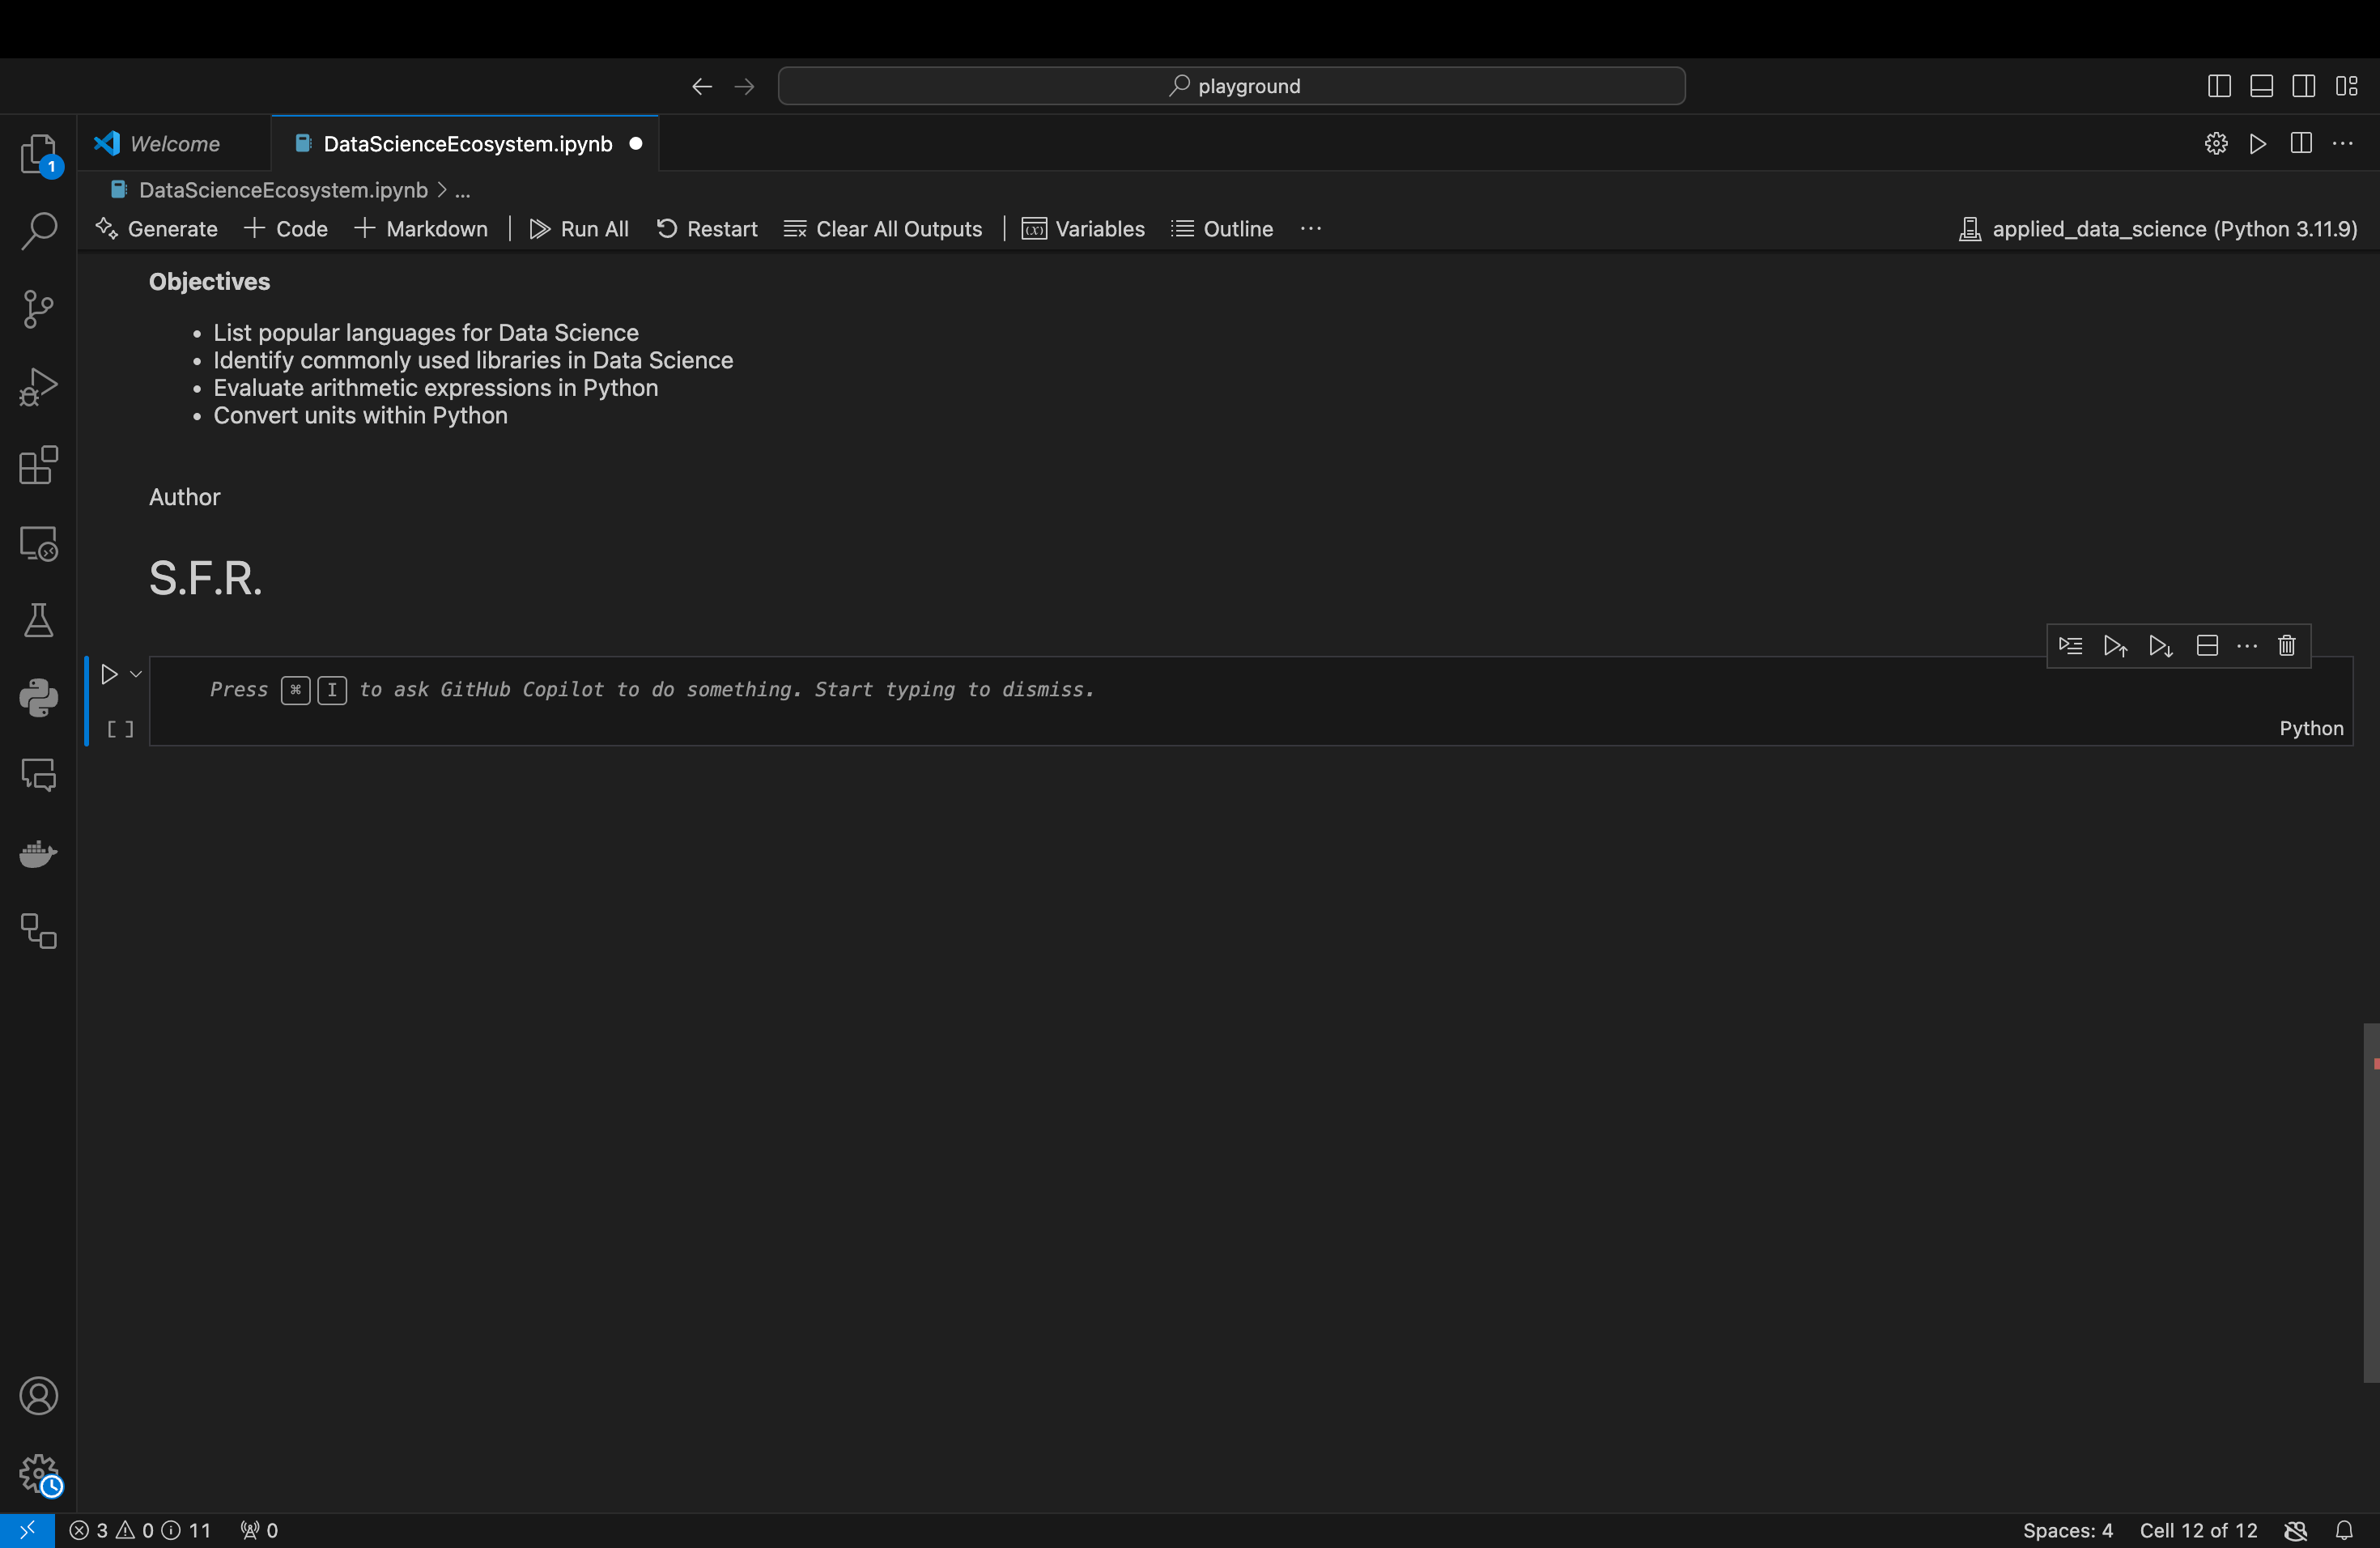 playground
1
Welcome
DataScienceEcosystem.ipynb
DataScienceEcosystem.ipynb > ...
Generate + Code + Markdown | Run All Restart Clear All Outputs | Variables Outline ... applied_data_science (Python 3.11.9)
Objectives
• List popular languages for Data Science
• Identify commonly used libraries in Data Science
• Evaluate arithmetic expressions in Python
• Convert units within Python
Author
S.F.R.
Press ⌘ I to ask GitHub Copilot to do something. Start typing to dismiss.
[ ]
Python
3 0 11 0 Spaces: 4 Cell 12 of 12